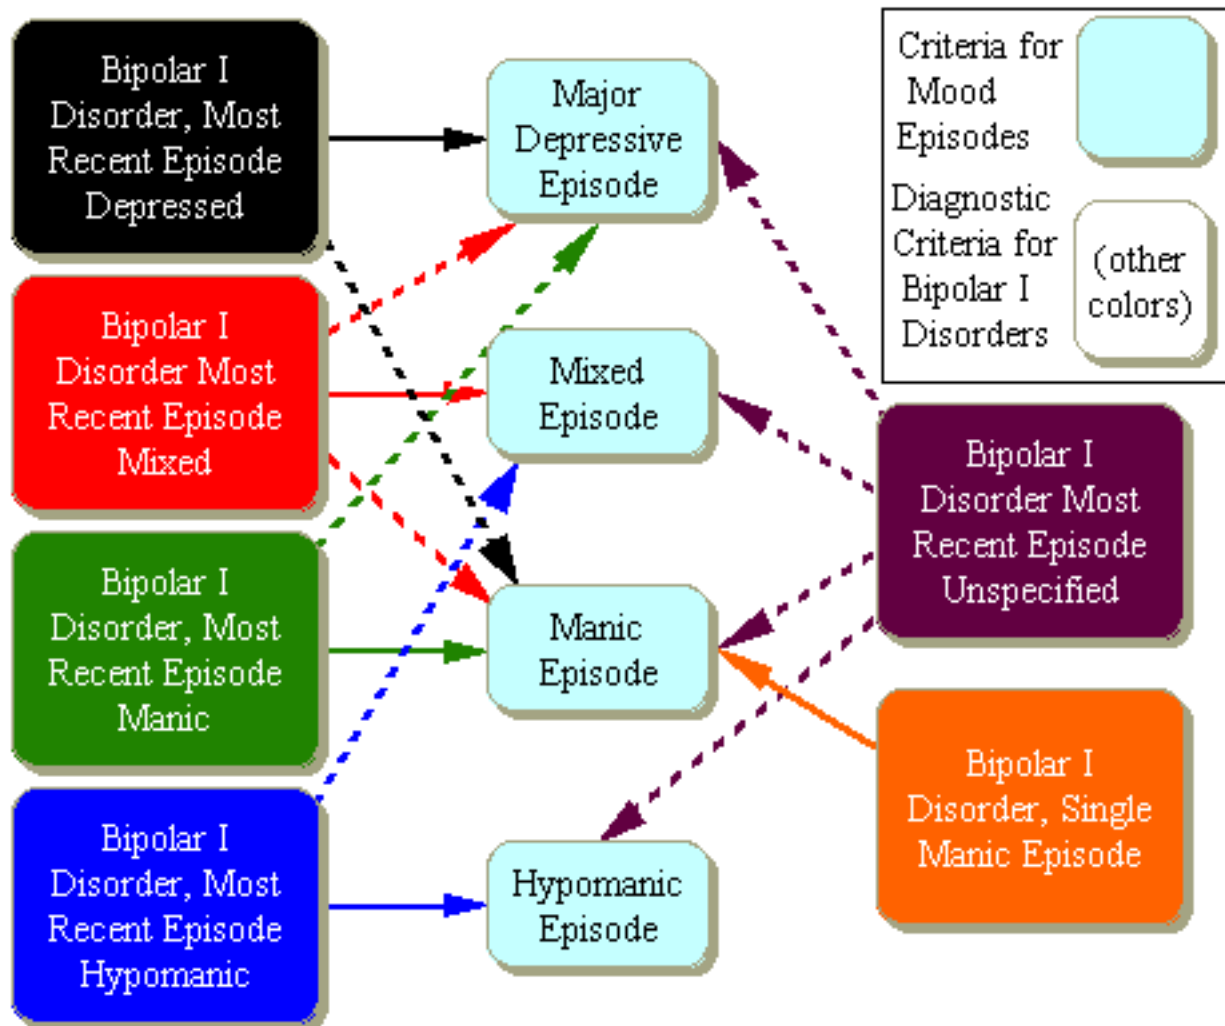 Bipolar I
Disorder, Most
Recent Episode
Depressed
Major
Depressive
Episode
Criteria for
Mood
Episodes
Diagnostic
Criteria for
Bipolar I
Disorders
(other
colors)
Bipolar I
Disorder Most
Recent Episode
Mixed
Mixed
Episode
Bipolar I
Disorder Most
Recent Episode
Unspecified
Bipolar I
Disorder, Most
Recent Episode
Manic
Manic
Episode
Bipolar I
Disorder, Single
Manic Episode
Bipolar I
Disorder, Most
Recent Episode
Hypomanic
Hypomanic
Episode